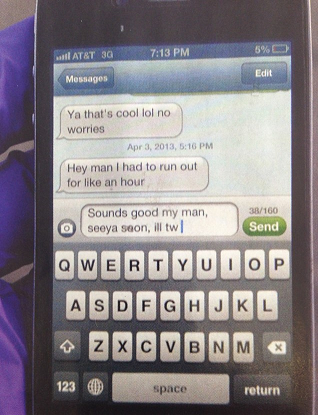 AT&T 3G 7:13 PM 5%
Messages Edit
Ya that's cool lol no
worries
Apr 3, 2013, 5:16 PM
Hey man I had to run out
for like an hour
Sounds good my man,
seeya soon, ill tw
38/160
Send
Q W E R T Y U I O P
A S D F G H J K L
Z X C V B N M
123 space return